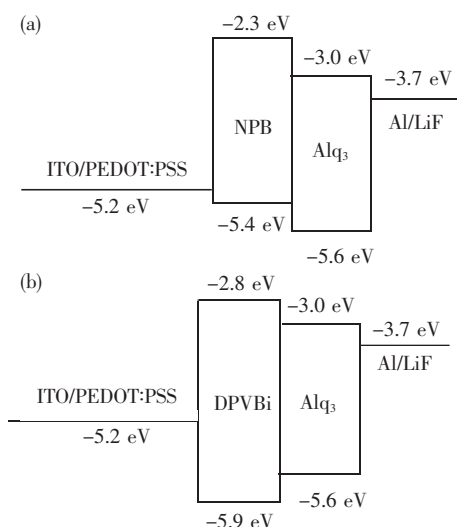 (a)
−2.3 eV
−3.0 eV
−3.7 eV
NPB
Al/LiF
Alq₃
ITO/PEDOT:PSS
−5.2 eV
−5.4 eV
−5.6 eV
(b)
−2.8 eV
−3.0 eV
−3.7 eV
Al/LiF
ITO/PEDOT:PSS
DPVBi
Alq₃
−5.2 eV
−5.6 eV
−5.9 eV